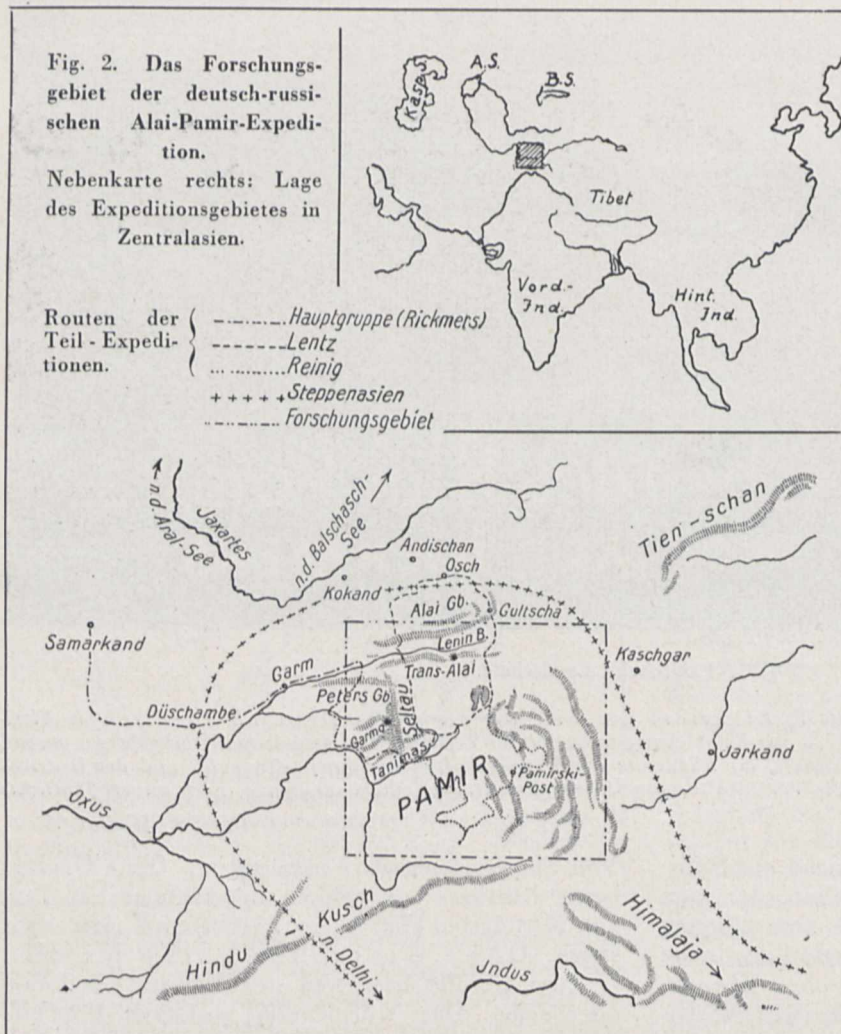 Fig. 2. Das Forschungs-
gebiet der deutsch-russi-
schen Alai-Pamir-Expedi-
tion.
Nebenkarte rechts: Lage
des Expeditionsgebietes in
Zentralasien.
Kasp. S.
A.S.
B.S.
Tibet
Vord.-
Ind.
Hint.
Ind.
Routen der
Teil-Expedi-
tionen.
Hauptgruppe (Rickmers)
Lentz
Reinig
Steppenasien
Forschungsgebiet
n.d. Aral-See
Jaxartes
n.d. Balschasch-
See
Tien-schan
Andischan
Osch
Kokand
Alai Gb.
Gultscha
Samarkand
Lenin B.
Kaschgar
Garm
Trans-Alai
Peters Gb.
Seltau
Düschambe
Garmo
Tanimas
Jarkand
PAMIR
Pamirski-
Post
Oxus
Hindu Kusch
n. Delhi
Himalaja
Jndus